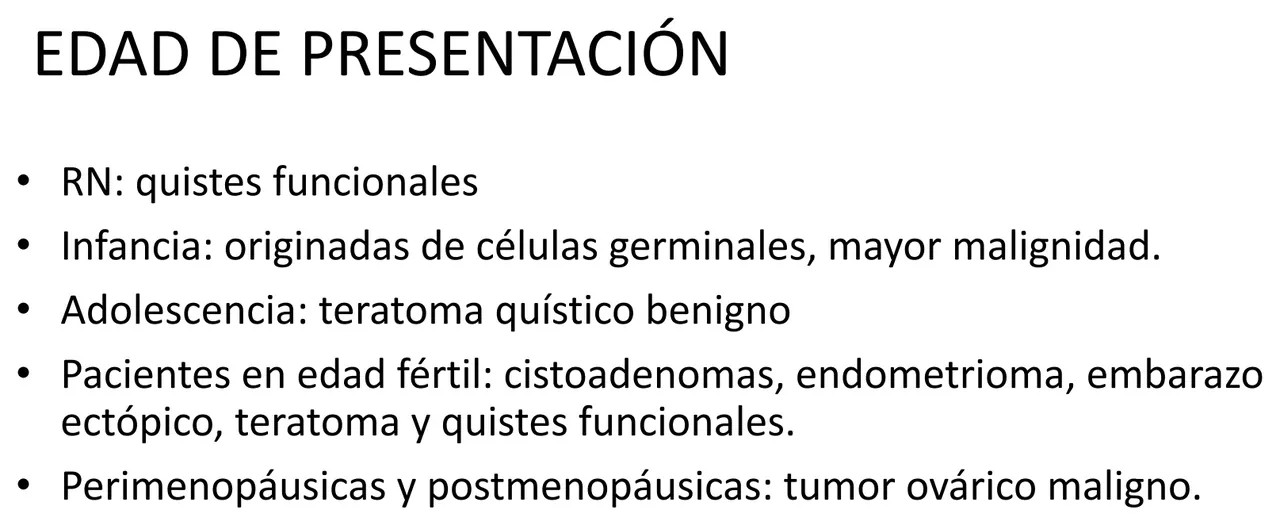 EDAD DE PRESENTACIÓN
• RN: quistes funcionales
• Infancia: originadas de células germinales, mayor malignidad.
• Adolescencia: teratoma quístico benigno
• Pacientes en edad fértil: cistoadenomas, endometrioma, embarazo
ectópico, teratoma y quistes funcionales.
• Perimenopáusicas y postmenopáusicas: tumor ovárico maligno.